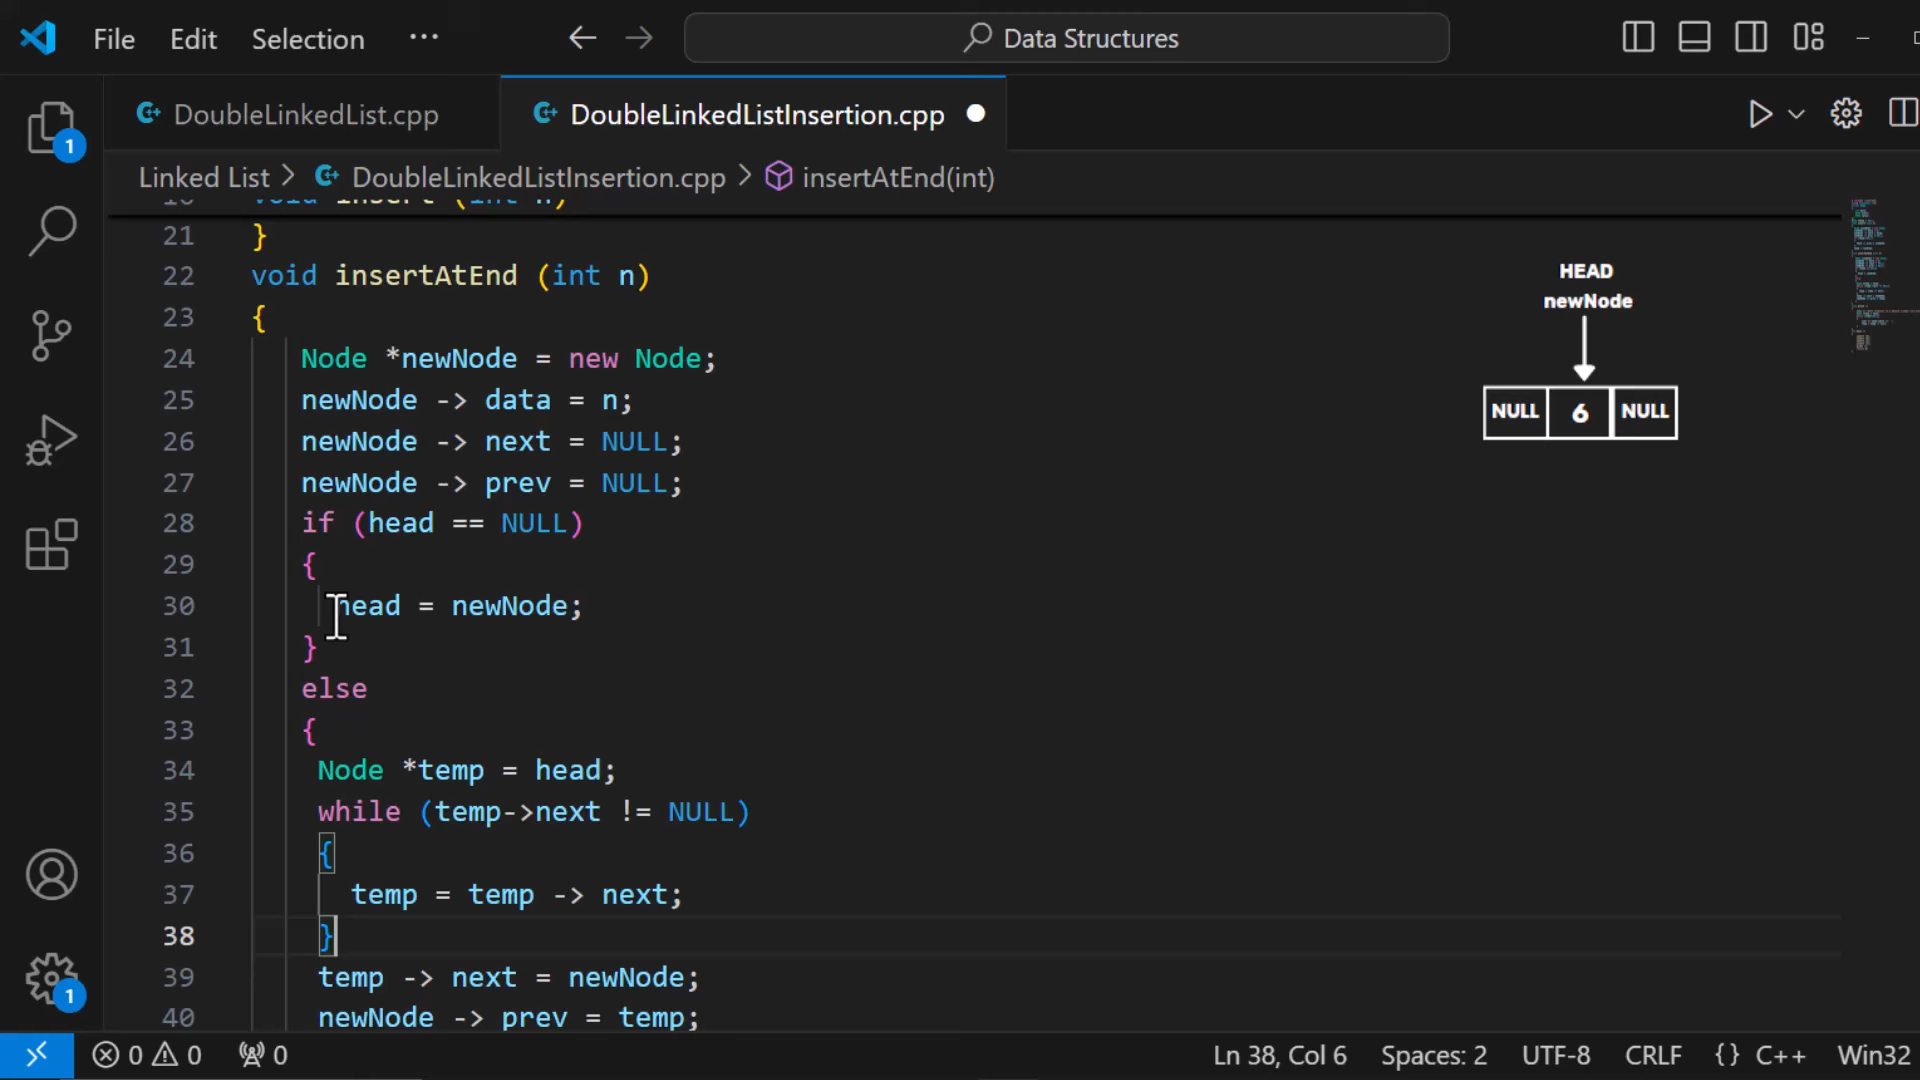 File Edit Selection ...
Data Structures
DoubleLinkedList.cpp
DoubleLinkedListInsertion.cpp
1
Linked List > DoubleLinkedListInsertion.cpp > insertAtEnd(int)
void insert (int n)
21 }
22 void insertAtEnd (int n)
23 {
24 Node *newNode = new Node;
25 newNode -> data = n;
26 newNode -> next = NULL;
27 newNode -> prev = NULL;
28 if (head == NULL)
29 {
30 head = newNode;
31 }
32 else
33 {
34 Node *temp = head;
35 while (temp->next != NULL)
36 {
37 temp = temp -> next;
38 }
39 temp -> next = newNode;
40 newNode -> prev = temp;
HEAD
newNode
NULL 6 NULL
1
0 0 0
Ln 38, Col 6 Spaces: 2 UTF-8 CRLF {} C++ Win32